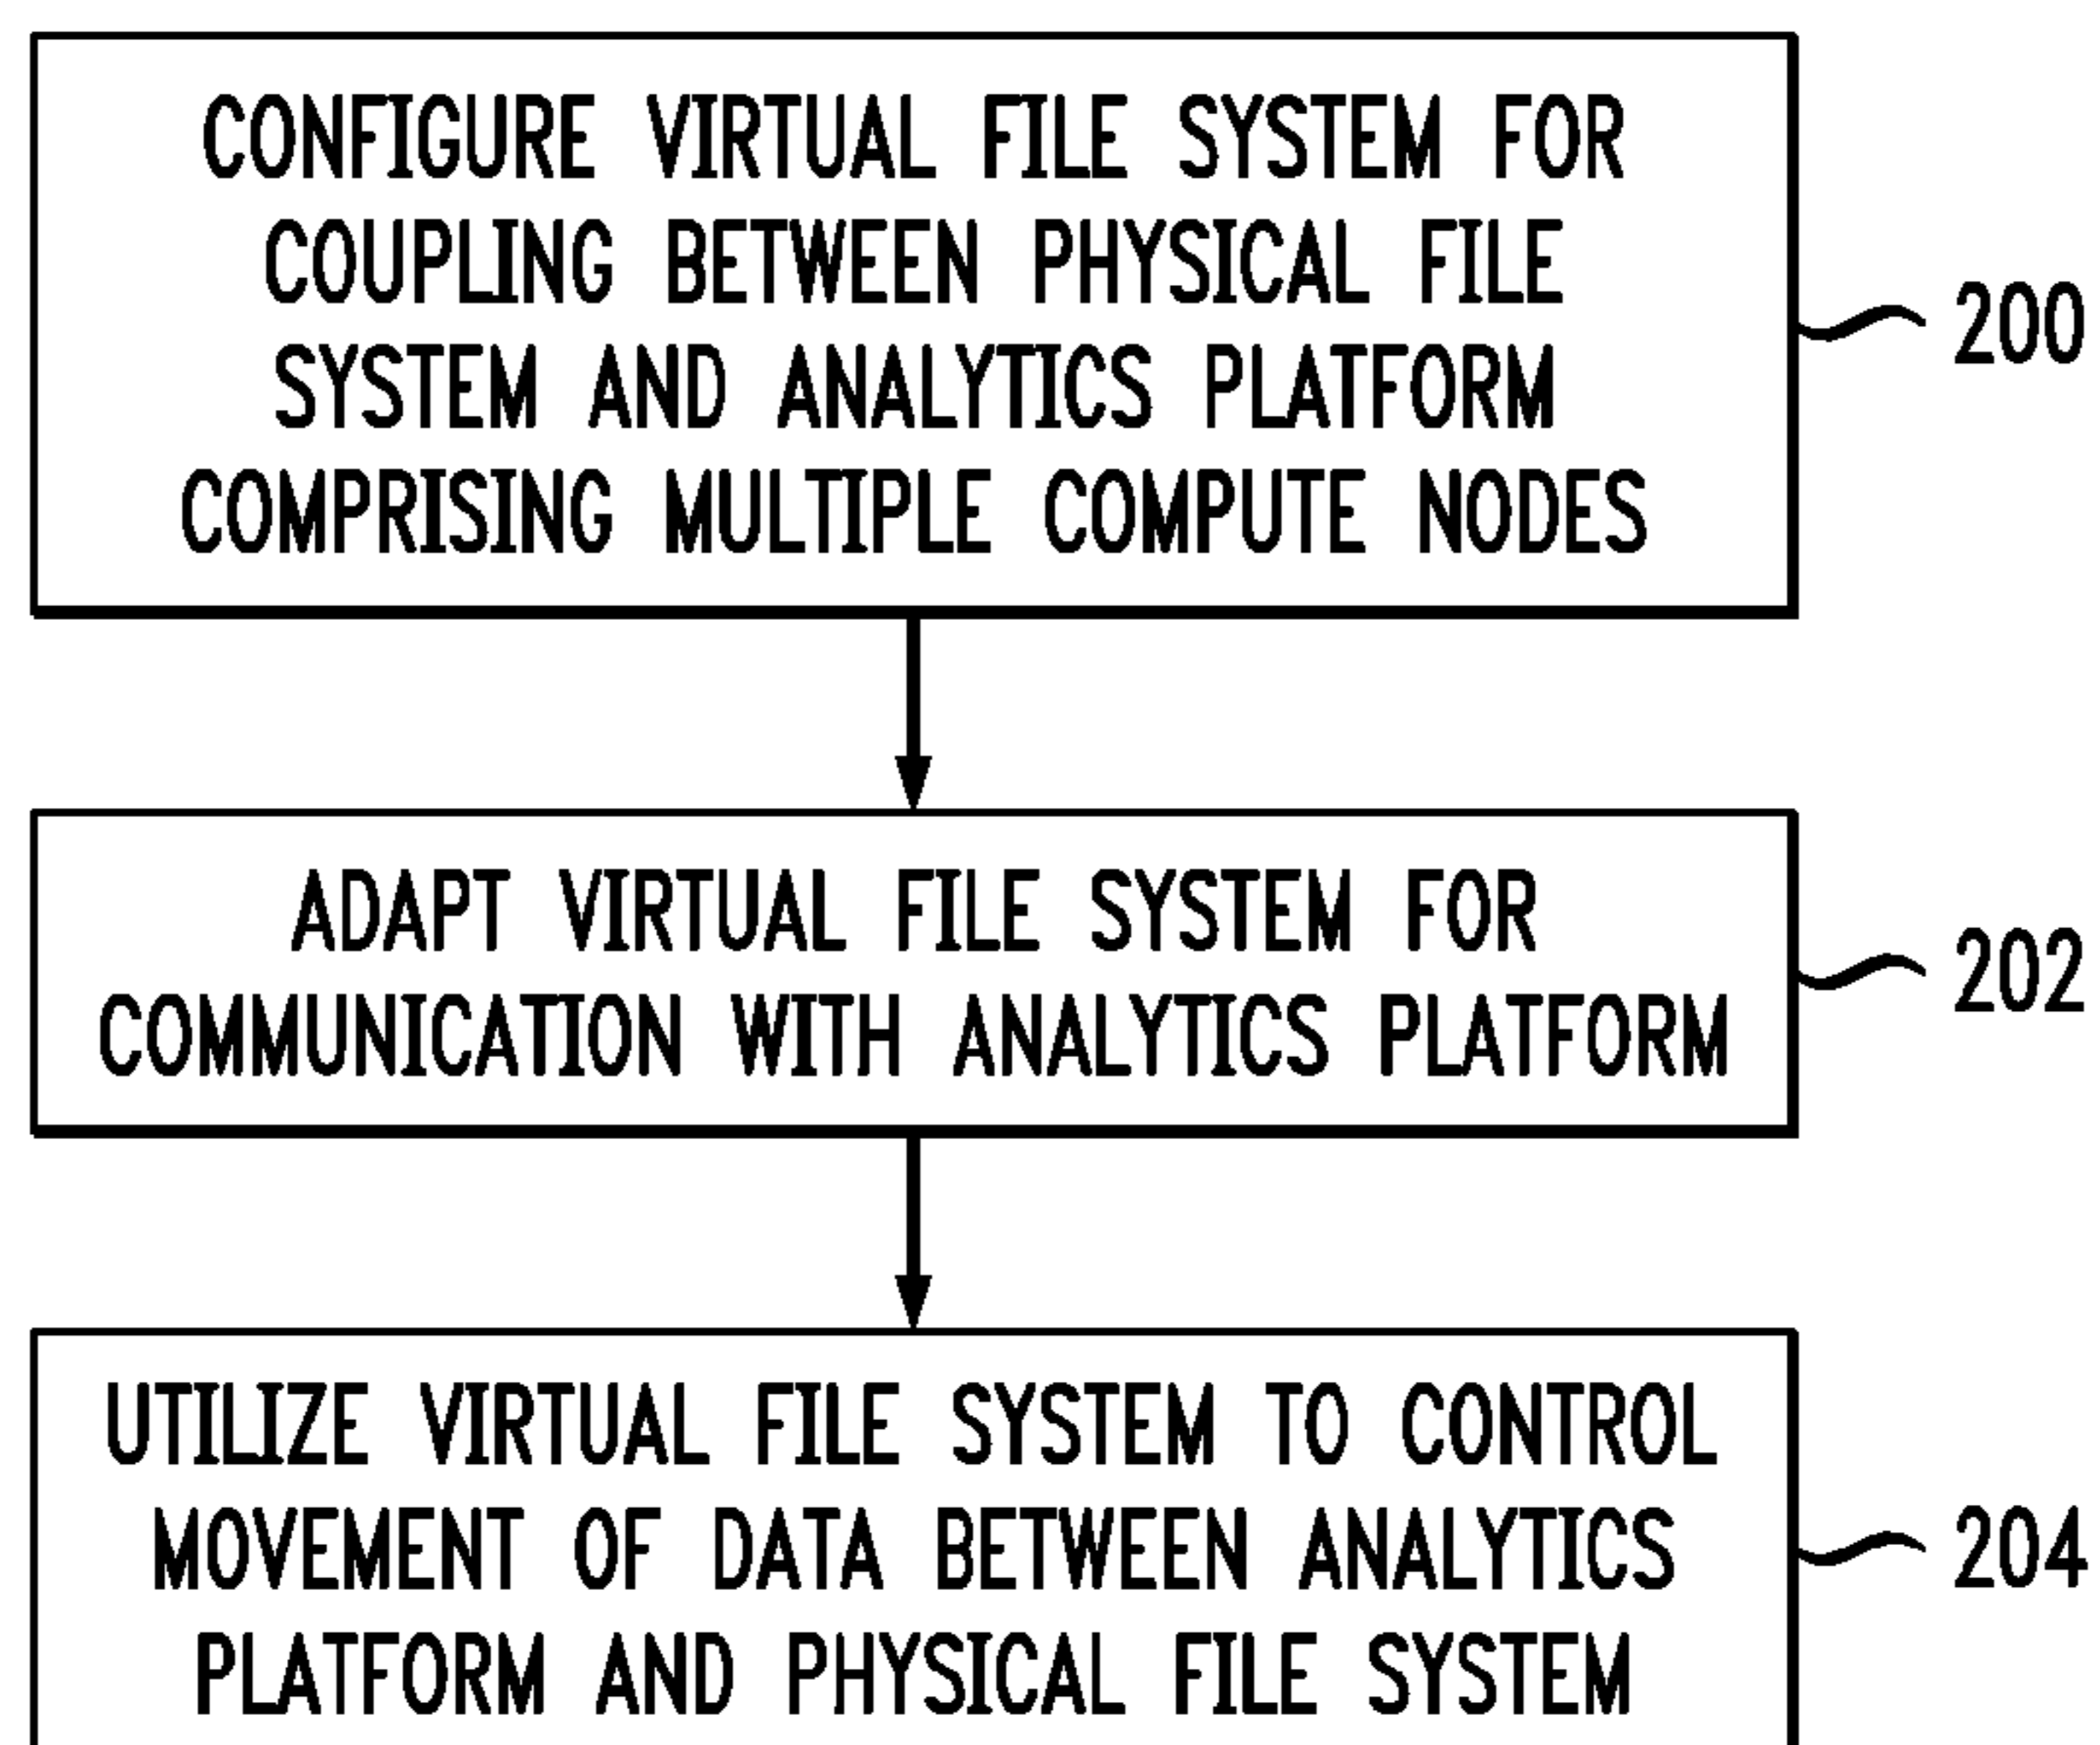 CONFIGURE VIRTUAL FILE SYSTEM FOR
COUPLING BETWEEN PHYSICAL FILE
SYSTEM AND ANALYTICS PLATFORM
COMPRISING MULTIPLE COMPUTE NODES
200
ADAPT VIRTUAL FILE SYSTEM FOR
COMMUNICATION WITH ANALYTICS PLATFORM
202
UTILIZE VIRTUAL FILE SYSTEM TO CONTROL
MOVEMENT OF DATA BETWEEN ANALYTICS
PLATFORM AND PHYSICAL FILE SYSTEM
204